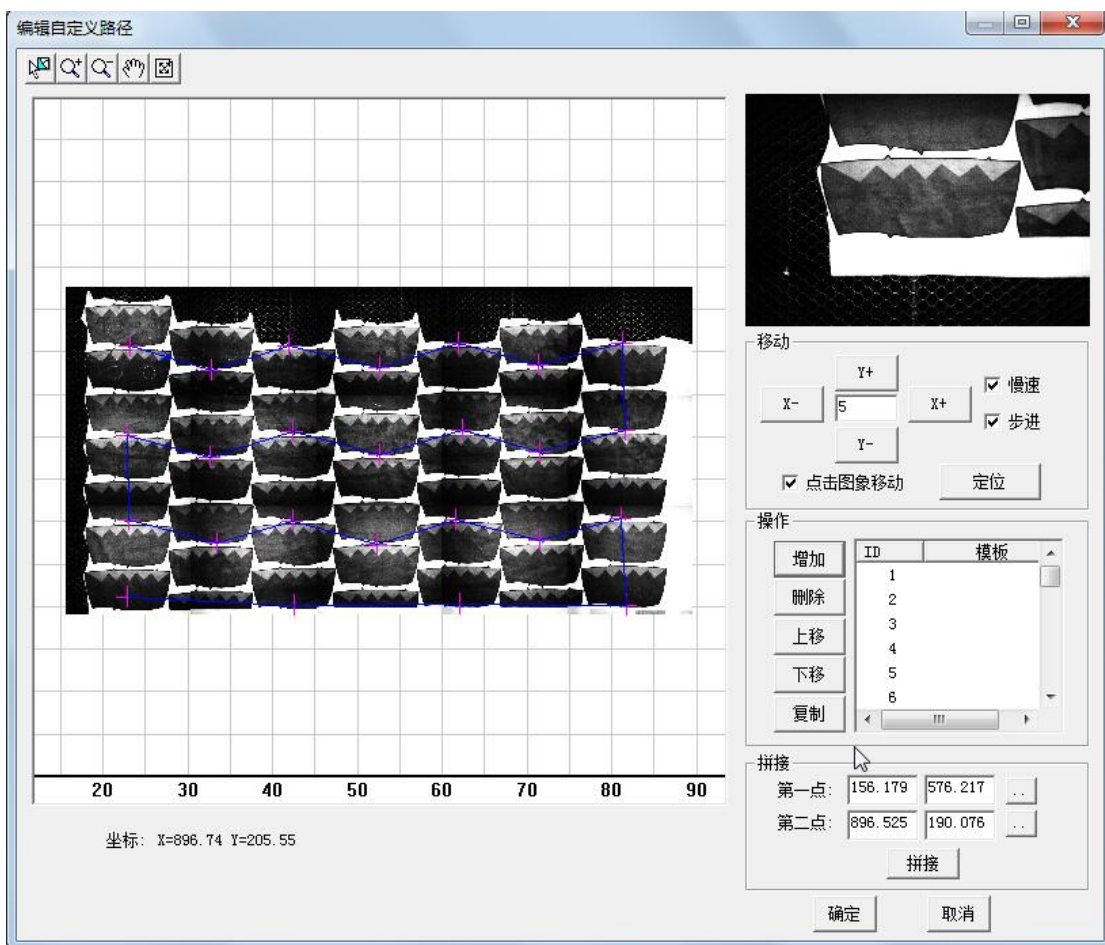 编辑自定义路径
20 30 40 50 60 70 80 90
坐标: X=896.74 Y=205.55
移动
Y+
X- 5 X+
Y-
慢速
步进
点击图象移动 定位
操作
增加
删除
上移
下移
复制
ID 模板
1
2
3
4
5
6
拼接
第一点: 156.179 576.217 ..
第二点: 896.525 190.076 ..
拼接
确定 取消